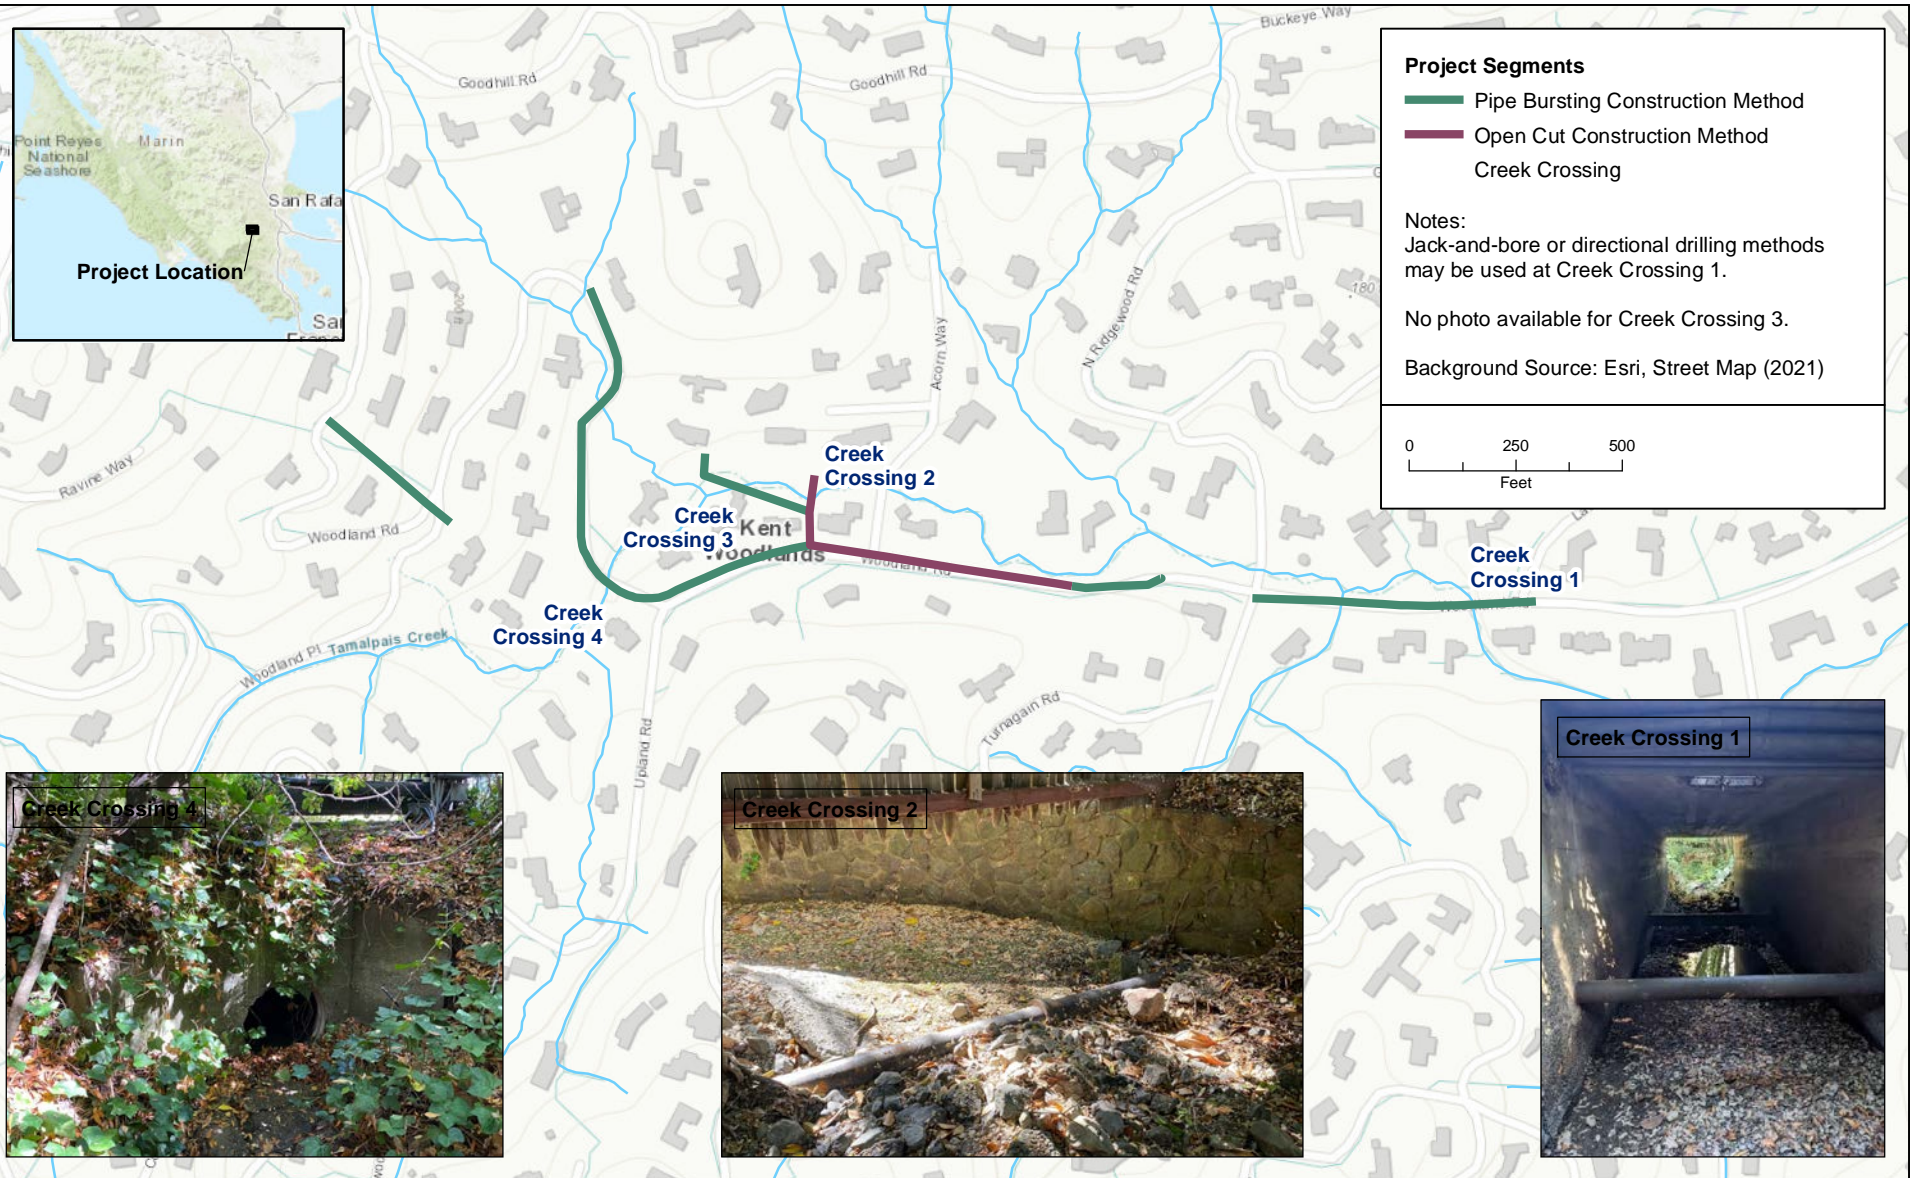 Point Reyes
National
Seashore
Marin
San Rafa
Project Location
Goodhill Rd
Goodhill Rd
Buckeye Way
Project Segments
Pipe Bursting Construction Method
Open Cut Construction Method
Creek Crossing
Notes:
Jack-and-bore or directional drilling methods
may be used at Creek Crossing 1.
No photo available for Creek Crossing 3.
Background Source: Esri, Street Map (2021)
0 250 500
Feet
200 ft
180
Acorn Way
N Ridgewood Rd
Ravine Way
Woodland Rd
Creek
Crossing 2
Creek
Crossing 3
Kent
Woodlands
Woodland Rd
Creek
Crossing 1
Creek
Crossing 4
Woodland Pl
Tamalpais Creek
Upland Rd
Turnagain Rd
Creek Crossing 4
Creek Crossing 2
Creek Crossing 1